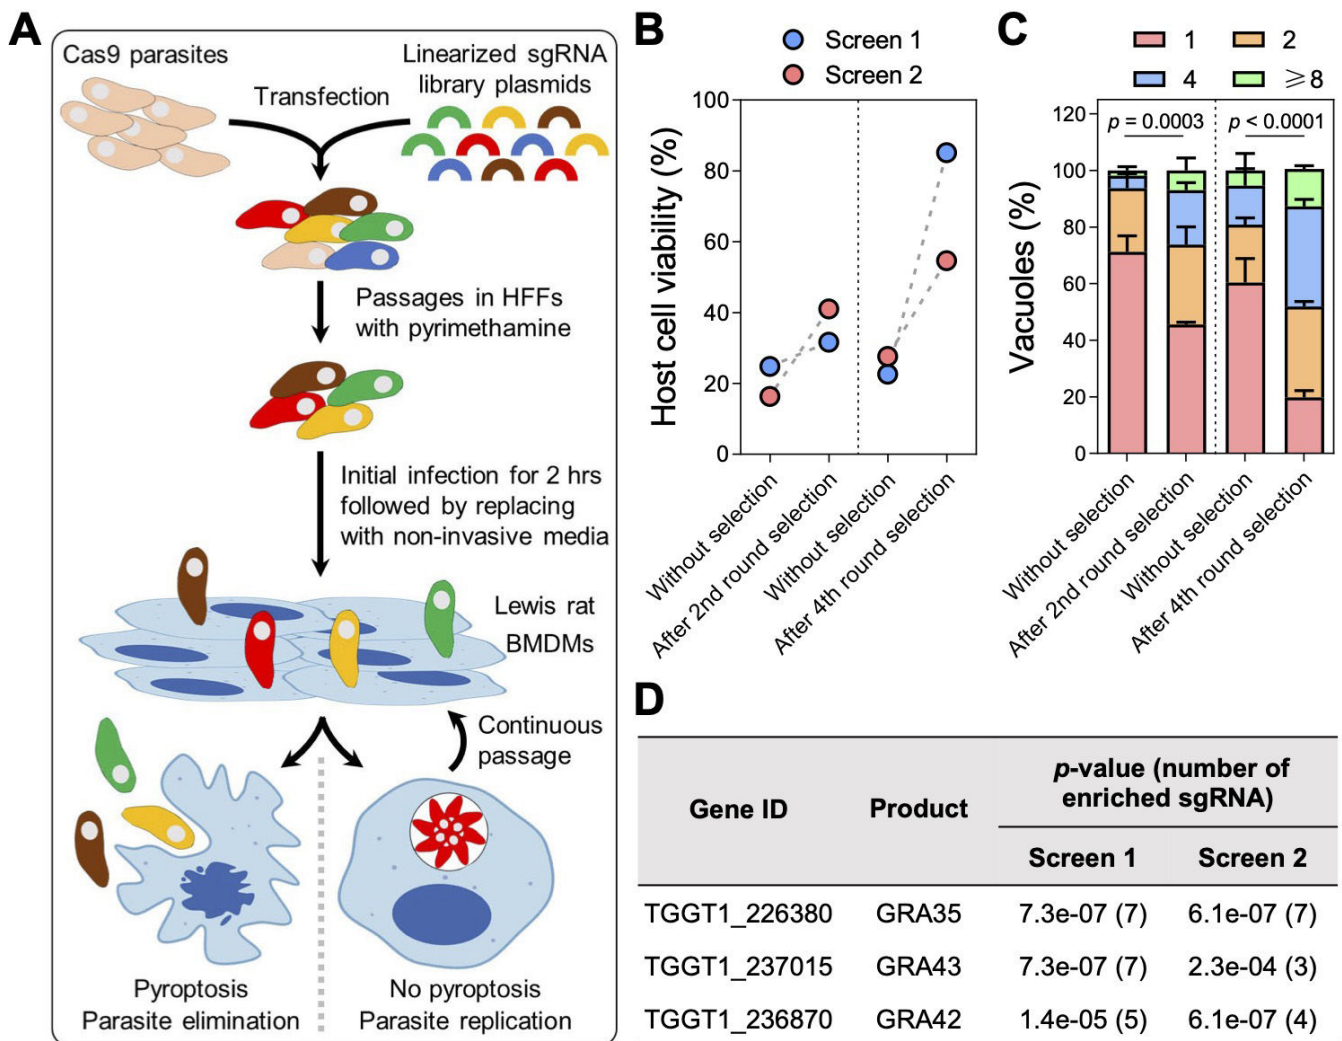 A
Cas9 parasites
Linearized sgRNA
library plasmids
Transfection
Passages in HFFs
with pyrimethamine
Initial infection for 2 hrs
followed by replacing
with non-invasive media
Lewis rat
BMDMs
Continuous
passage
Pyroptosis
Parasite elimination
No pyroptosis
Parasite replication
B
Screen 1
Screen 2
Host cell viability (%)
100
80
60
40
20
0
Without selection
After 2nd round selection
Without selection
After 4th round selection
C
1
2
4
≥8
Vacuoles (%)
120
100
80
60
40
20
0
p = 0.0003
p < 0.0001
Without selection
After 2nd round selection
Without selection
After 4th round selection
D
Gene ID
Product
p-value (number of
enriched sgRNA)
Screen 1
Screen 2
TGGT1_226380 GRA35 7.3e-07 (7) 6.1e-07 (7)
TGGT1_237015 GRA43 7.3e-07 (7) 2.3e-04 (3)
TGGT1_236870 GRA42 1.4e-05 (5) 6.1e-07 (4)